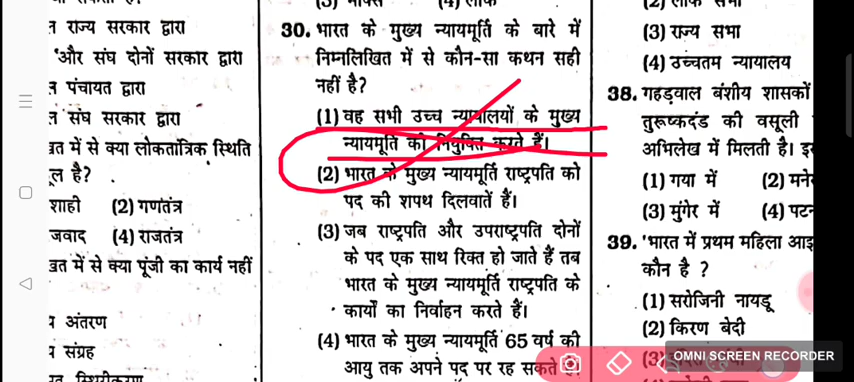 त राज्य सरकार द्वारा
और संघ दोनों सरकार द्वारा
त पंचायत द्वारा
त संघ सरकार द्वारा
में से क्या लोकतांत्रिक स्थिति
है?
शाही (2) गणतंत्र
जवाद (4) राजतंत्र
में से क्या पूंजी का कार्य नहीं
अंतरण
संग्रह
30. भारत के मुख्य न्यायमूर्ति के बारे में
निम्नलिखित में से कौन-सा कथन सही
नहीं है?
(1) वह सभी उच्च न्यायालयों के मुख्य
न्यायमूर्ति की नियुक्ति करते हैं।
(2) भारत के मुख्य न्यायमूर्ति राष्ट्रपति को
पद की शपथ दिलवाते हैं।
(3) जब राष्ट्रपति और उपराष्ट्रपति दोनों
के पद एक साथ रिक्त हो जाते हैं तब
भारत के मुख्य न्यायमूर्ति राष्ट्रपति के
कार्यों का निर्वाहन करते हैं।
(4) भारत के मुख्य न्यायमूर्ति 65 वर्ष की
आयु तक अपने पद पर रह सकते हैं।
(3) राज्य सभा
(4) उच्चतम न्यायालय
38. गहड़वाल बंशीय शासकों
तुरूष्कदंड की वसूली
अभिलेख में मिलती है। इ
(1) गया में (2) मने
(3) मुंगेर में (4) पटन
39. 'भारत में प्रथम महिला आइ
कौन है ?
(1) सरोजिनी नायडू
(2) किरण बेदी
(3)
OMNI SCREEN RECORDER